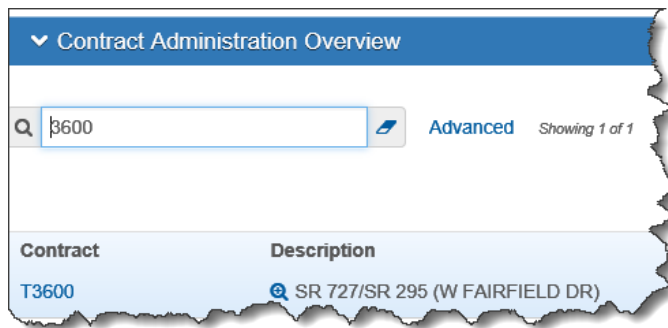 Contract Administration Overview
3600 Advanced Showing 1 of 1
Contract Description
T3600 SR 727/SR 295 (W FAIRFIELD DR)